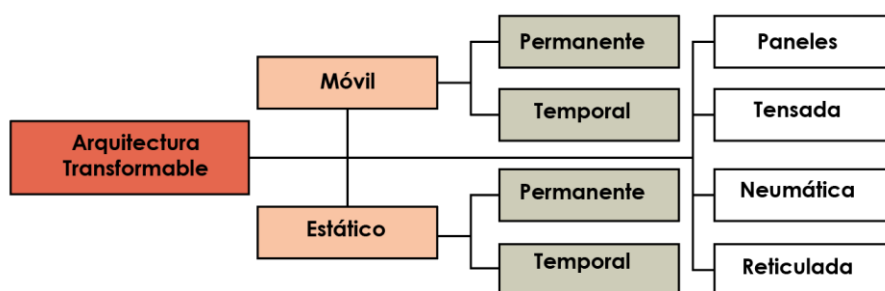 Permanente
Paneles
Móvil
Temporal
Tensada
Arquitectura
Transformable
Permanente
Neumática
Estático
Temporal
Reticulada